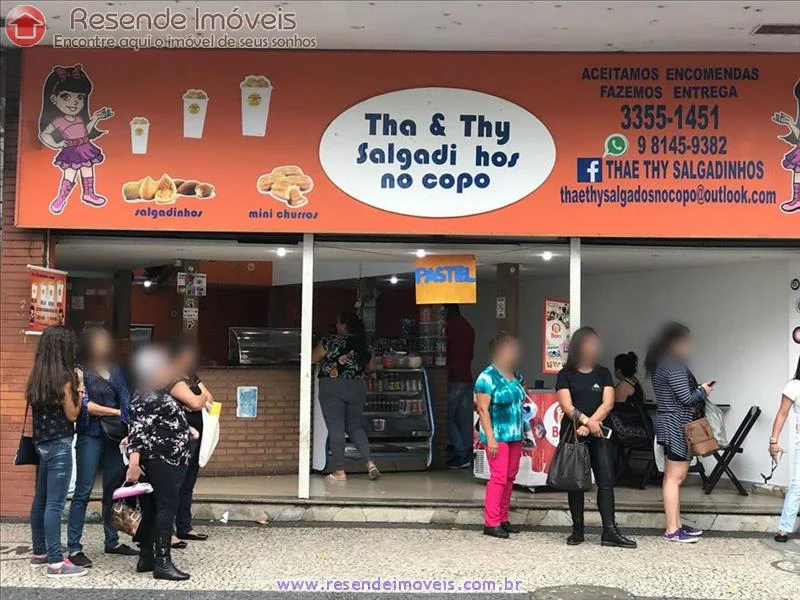 Resende Imóveis
Encontre aqui o imóvel de seus sonhos
Tha & Thy
Salgadi hos
no copo
salgadinhos
mini churros
ACEITAMOS ENCOMENDAS
FAZEMOS ENTREGA
3355-1451
9 8145-9382
THAE THY SALGADINHOS
thaethysalgadosnocopo@outlook.com
PASTEL
www.resendeimoveis.com.br